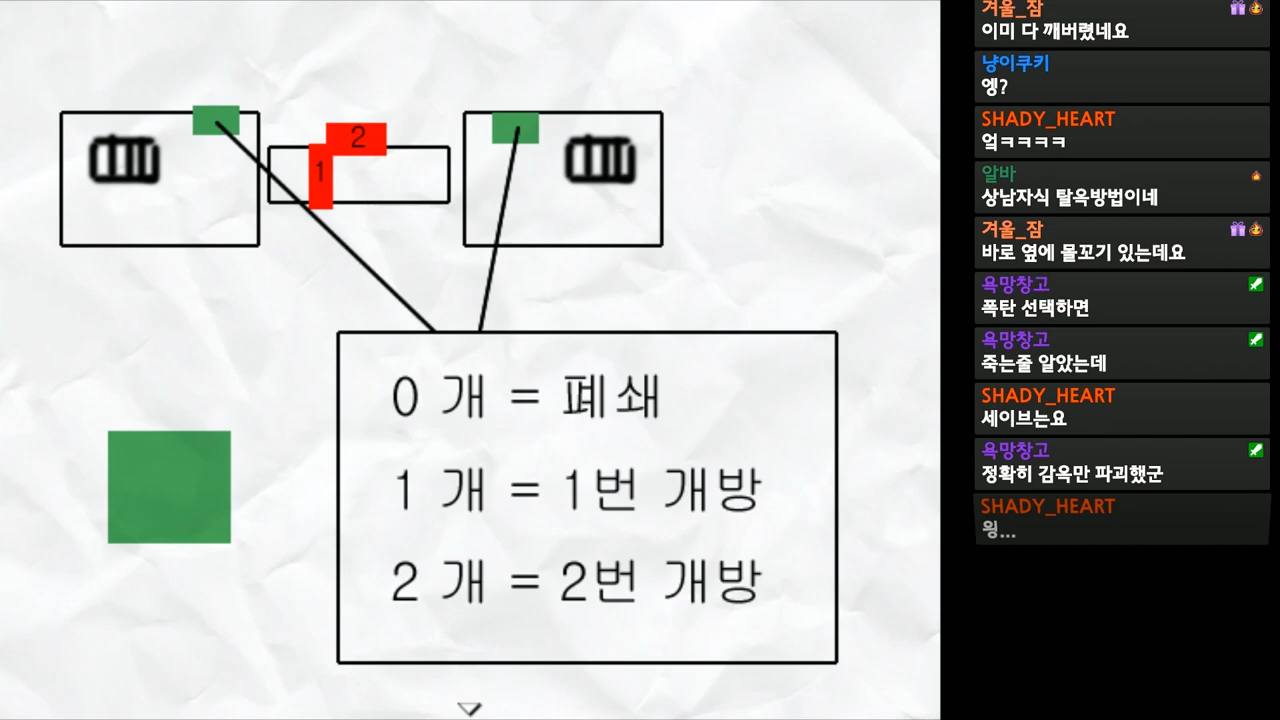 1
2
0 개 = 폐쇄
1 개 = 1번 개방
2 개 = 2번 개방
겨울_잠
이미 다 깨버렸네요
냥이쿠키
엥?
SHADY_HEART
엌ㅋㅋㅋㅋ
알바
상남자식 탈옥방법이네
겨울_잠
바로 옆에 몰꼬기 있는데요
욕망창고
폭탄 선택하면
욕망창고
죽는줄 알았는데
SHADY_HEART
세이브는요
욕망창고
정확히 감옥만 파괴했군
SHADY_HEART
윙...